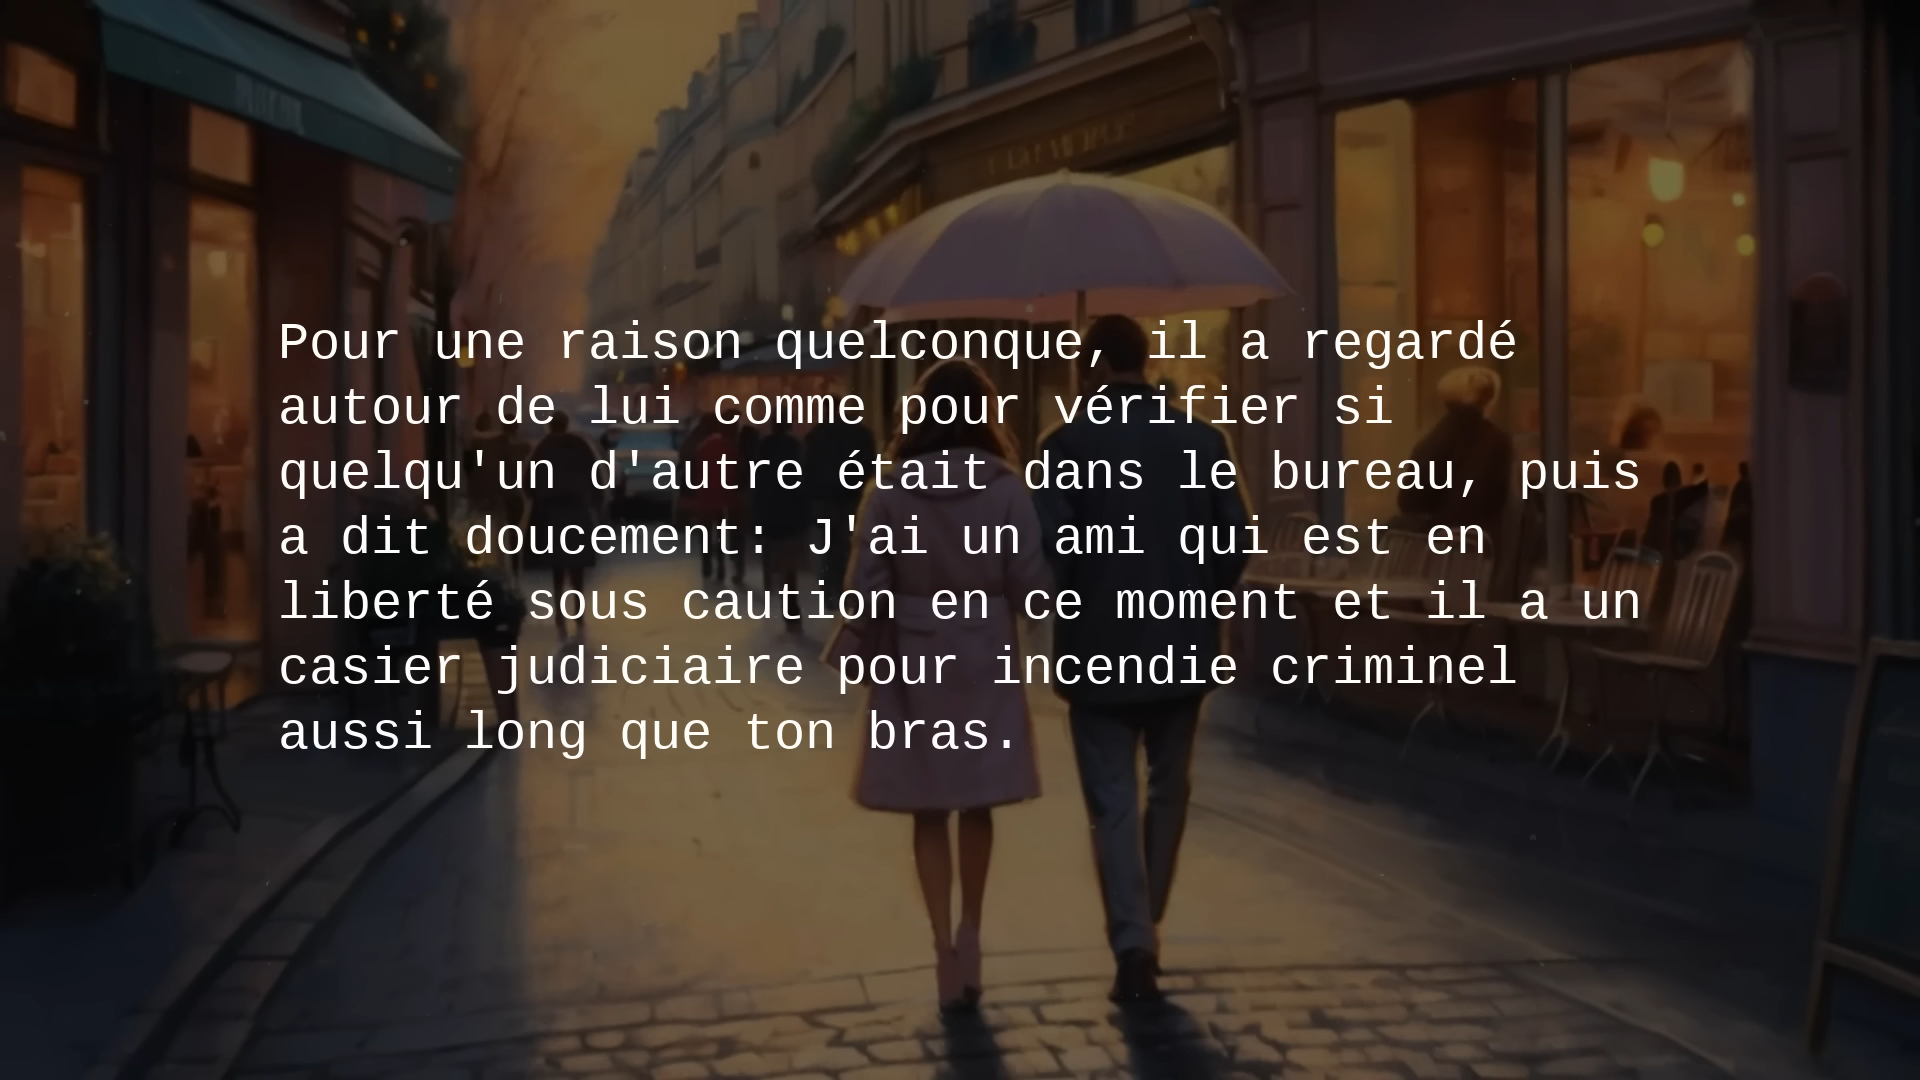 Pour une raison quelconque, il a regardé
autour de lui comme pour vérifier si
quelqu'un d'autre était dans le bureau, puis
a dit doucement: J'ai un ami qui est en
liberté sous caution en ce moment et il a un
casier judiciaire pour incendie criminel
aussi long que ton bras.